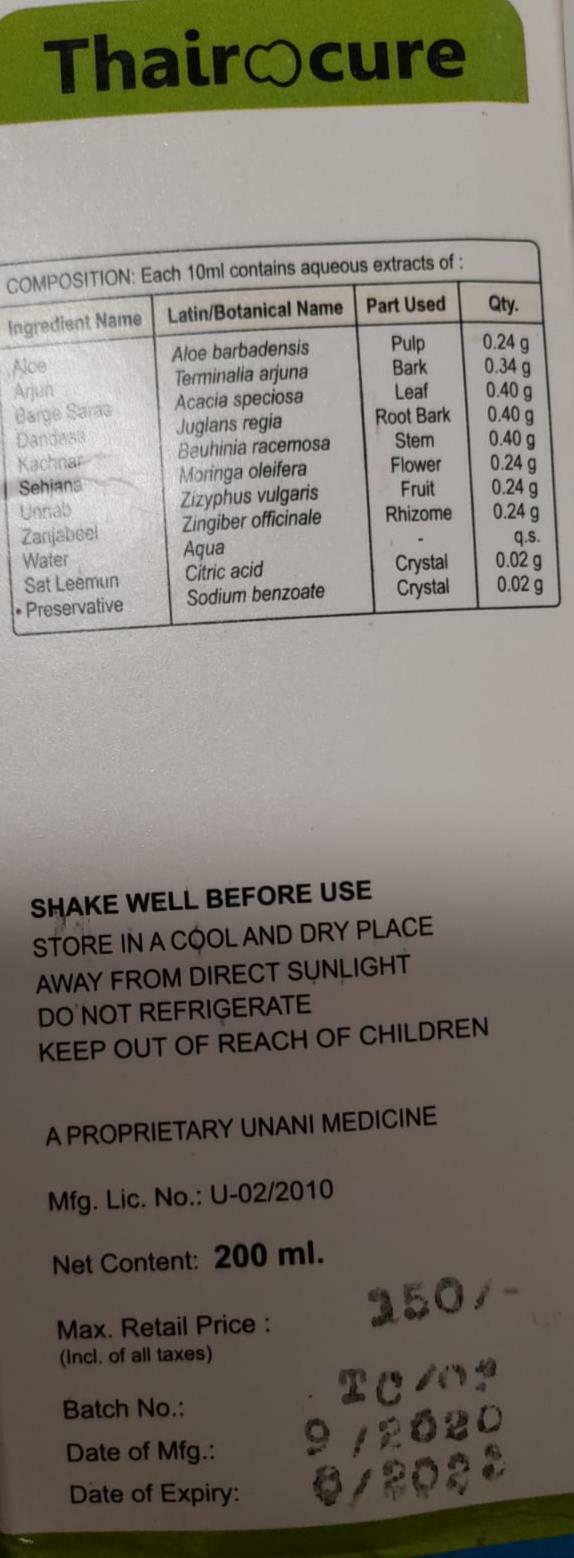 Thairocure
COMPOSITION: Each 10ml contains aqueous extracts of :
Ingredient Name Latin/Botanical Name Part Used Qty.
Aloe Aloe barbadensis Pulp 0.24 g
Arjun Terminalia arjuna Bark 0.34 g
Barge Saras Acacia speciosa Leaf 0.40 g
Dandasa Juglans regia Root Bark 0.40 g
Kachnar Bauhinia racemosa Stem 0.40 g
Sehjana Moringa oleifera Flower 0.24 g
Unnab Zizyphus vulgaris Fruit 0.24 g
Zanjabeel Zingiber officinale Rhizome 0.24 g
Water Aqua - q.s.
Sat Leemun Citric acid Crystal 0.02 g
• Preservative Sodium benzoate Crystal 0.02 g
SHAKE WELL BEFORE USE
STORE IN A COOL AND DRY PLACE
AWAY FROM DIRECT SUNLIGHT
DO NOT REFRIGERATE
KEEP OUT OF REACH OF CHILDREN
A PROPRIETARY UNANI MEDICINE
Mfg. Lic. No.: U-02/2010
Net Content: 200 ml.
Max. Retail Price :
(Incl. of all taxes)
Batch No.:
Date of Mfg.: 9/2020
Date of Expiry: